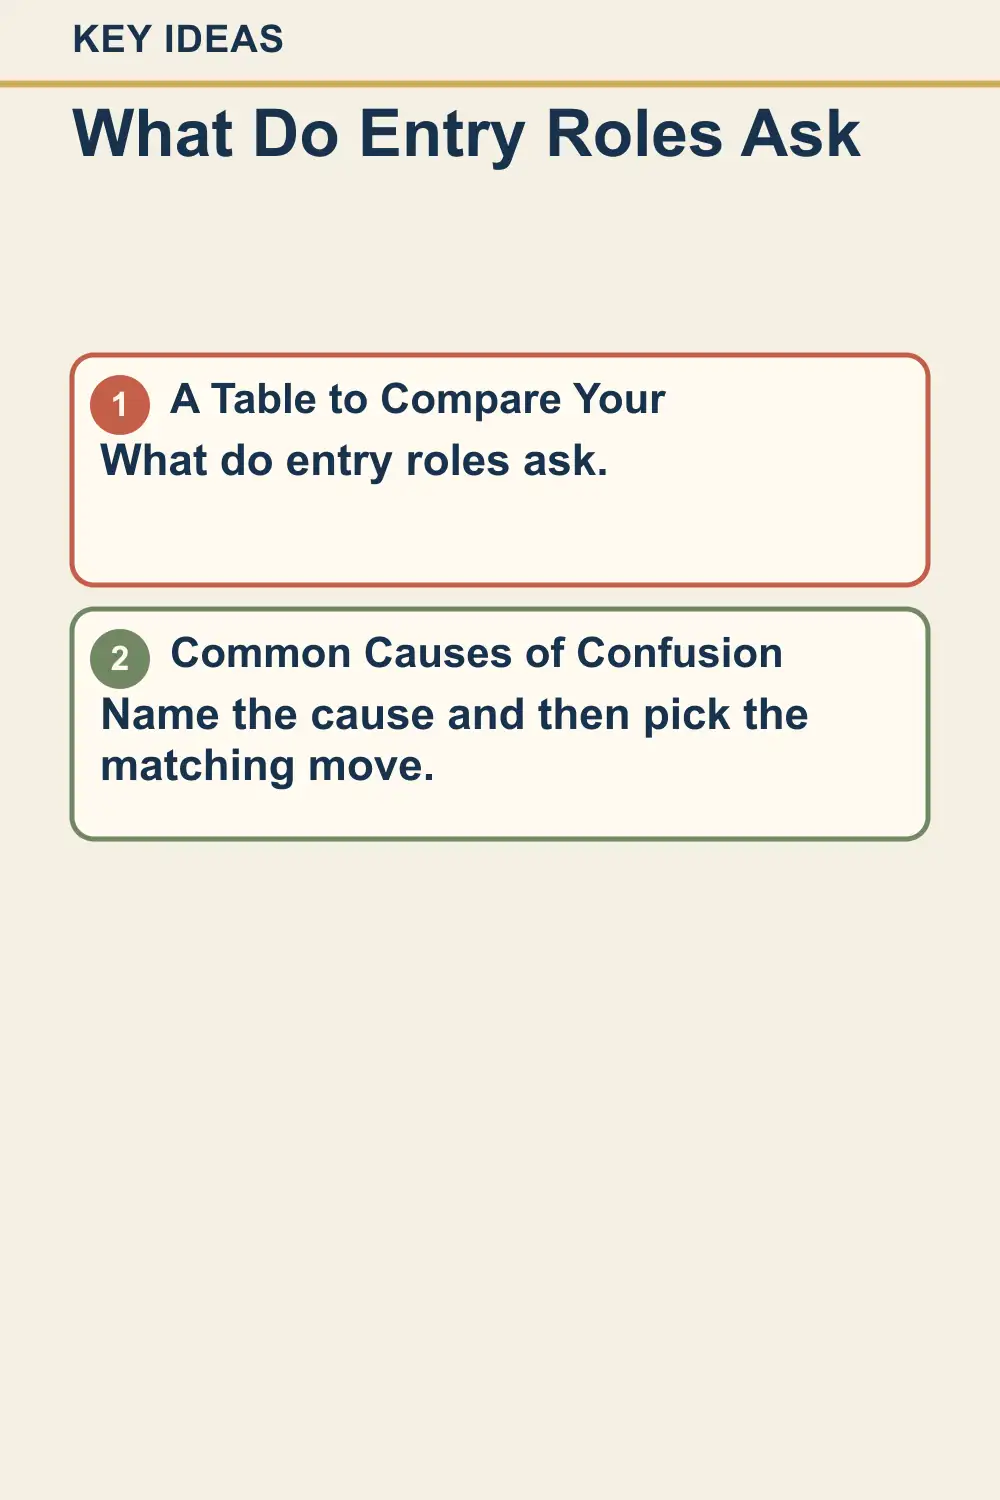 KEY IDEAS
What Do Entry Roles Ask
1 A Table to Compare Your
What do entry roles ask.
2 Common Causes of Confusion
Name the cause and then pick the
matching move.